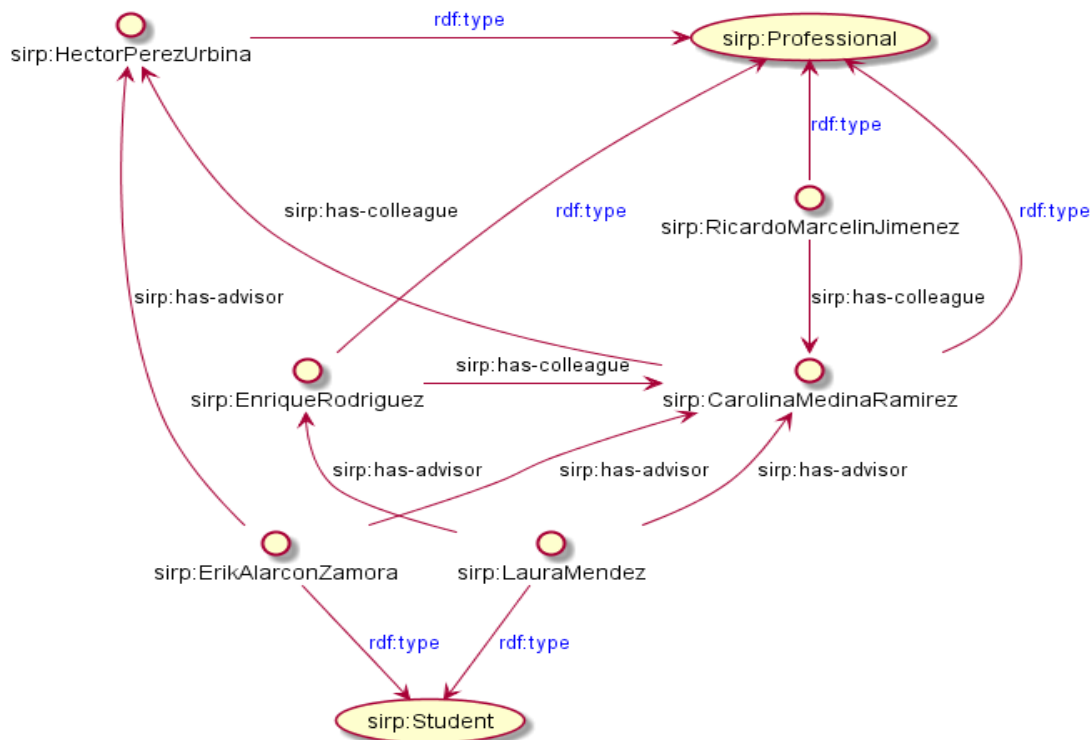 rdf:type
sirp:HectorPerezUrbina
sirp:Professional
rdf:type
sirp:has-colleague
rdf:type
rdf:type
sirp:RicardoMarcelinJimenez
sirp:has-advisor
sirp:has-colleague
sirp:has-colleague
sirp:EnriqueRodriguez
sirp:CarolinaMedinaRamirez
sirp:has-advisor
sirp:has-advisor
sirp:has-advisor
sirp:ErikAlarconZamora
sirp:LauraMendez
rdf:type
rdf:type
sirp:Student